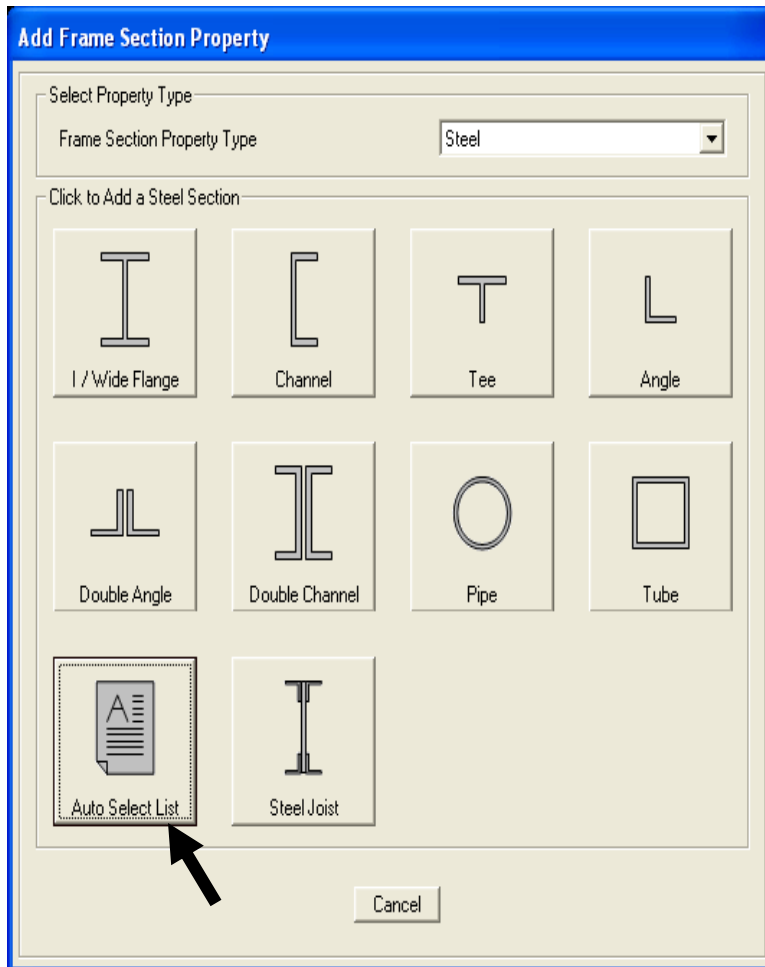 Add Frame Section Property
Select Property Type
Frame Section Property Type
Steel
Click to Add a Steel Section
I / Wide Flange
Channel
Tee
Angle
Double Angle
Double Channel
Pipe
Tube
A
Auto Select List
Steel Joist
Cancel